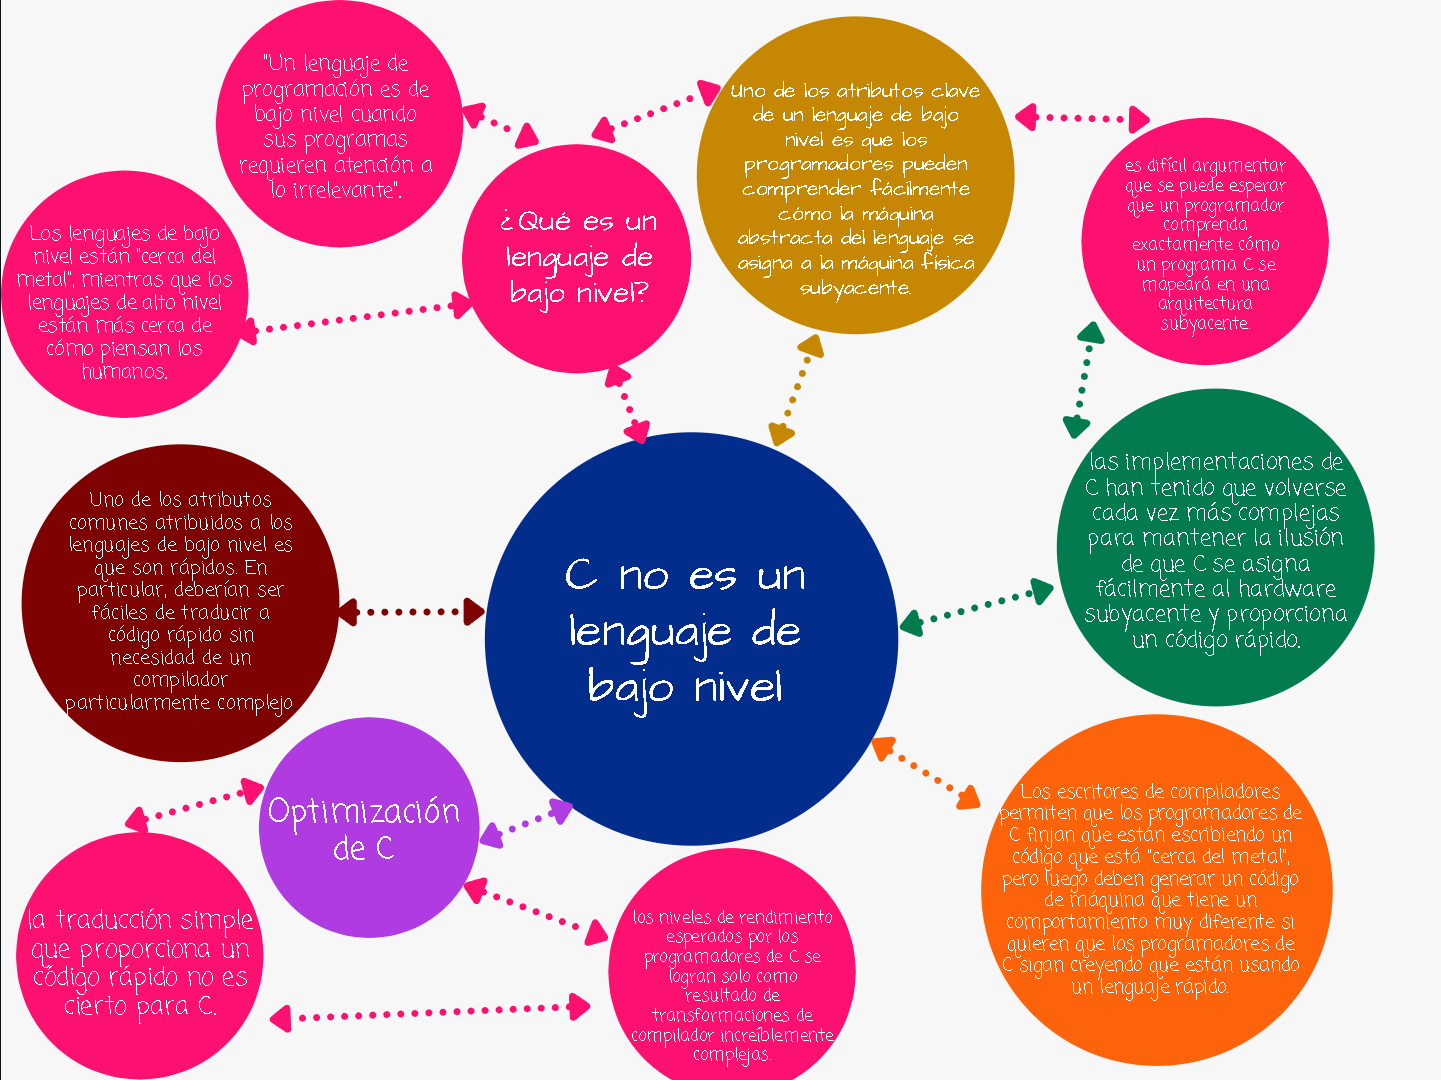 "Un lenguaje de
programación es de
bajo nivel cuando
sus programas
requieren atención a
lo irrelevante".
Uno de los atributos clave
de un lenguaje de bajo
nivel es que los
programadores pueden
comprender fácilmente
cómo la máquina
abstracta del lenguaje se
asigna a la máquina física
subyacente.
es difícil argumentar
que se puede esperar
que un programador
comprenda
exactamente cómo
un programa C se
mapeará en una
arquitectura
subyacente.
¿Qué es un
lenguaje de
bajo nivel?
Los lenguajes de bajo
nivel están "cerca del
metal", mientras que los
lenguajes de alto nivel
están más cerca de
cómo piensan los
humanos.
las implementaciones de
C han tenido que volverse
cada vez más complejas
para mantener la ilusión
de que C se asigna
fácilmente al hardware
subyacente y proporciona
un código rápido.
Uno de los atributos
comunes atribuidos a los
lenguajes de bajo nivel es
que son rápidos. En
particular, deberían ser
fáciles de traducir a
código rápido sin
necesidad de un
compilador
particularmente complejo
C no es un
lenguaje de
bajo nivel
Optimización
de C
Los escritores de compiladores
permiten que los programadores de
C finjan que están escribiendo un
código que está "cerca del metal",
pero luego deben generar un código
de máquina que tiene un
comportamiento muy diferente si
quieren que los programadores de
C sigan creyendo que están usando
un lenguaje rápido.
la traducción simple
que proporciona un
código rápido no es
cierto para C.
los niveles de rendimiento
esperados por los
programadores de C se
logran solo como
resultado de
transformaciones de
compilador increíblemente
complejas.